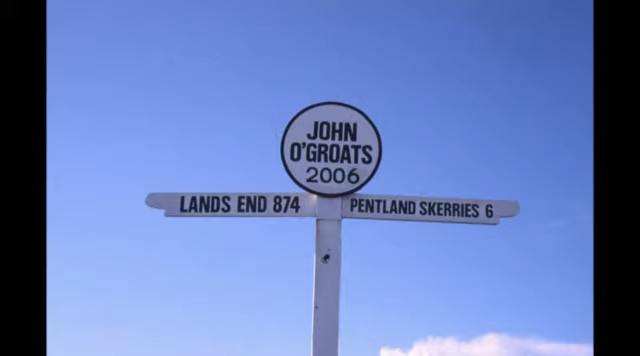 JOHN
O'GROATS
2006
LANDS END 874
PENTLAND SKERRIES 6